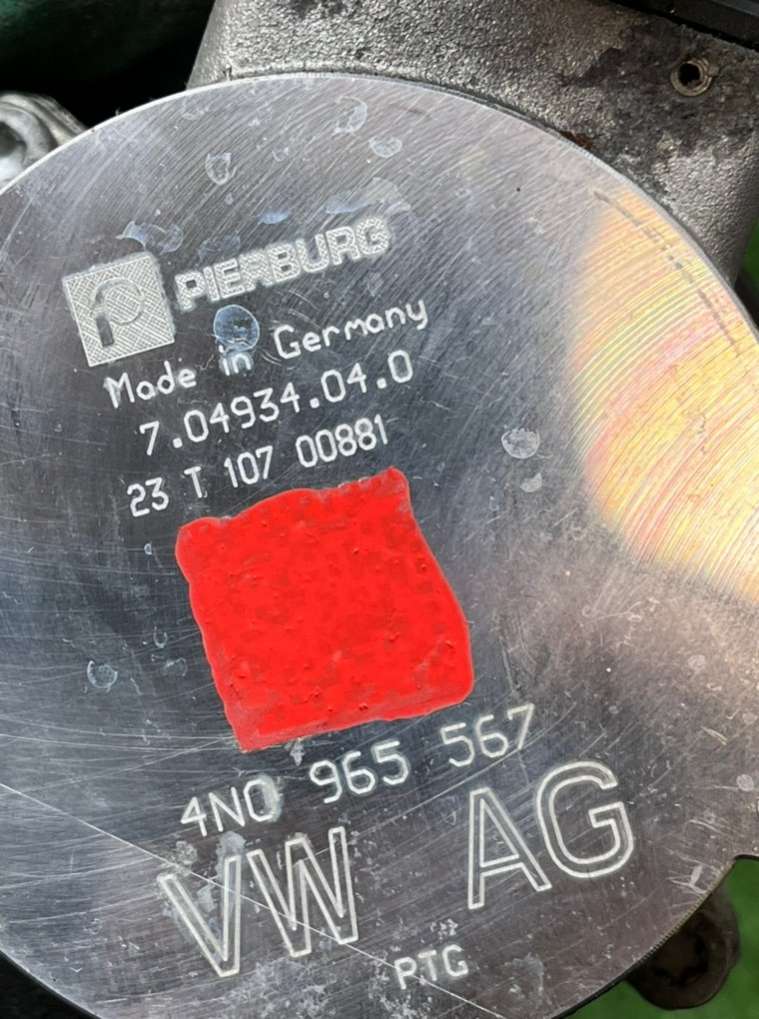 PIERBURG
Made in Germany
7.04934.04.0
23 T 107 00881
4N0 965 567
VW AG
PTG